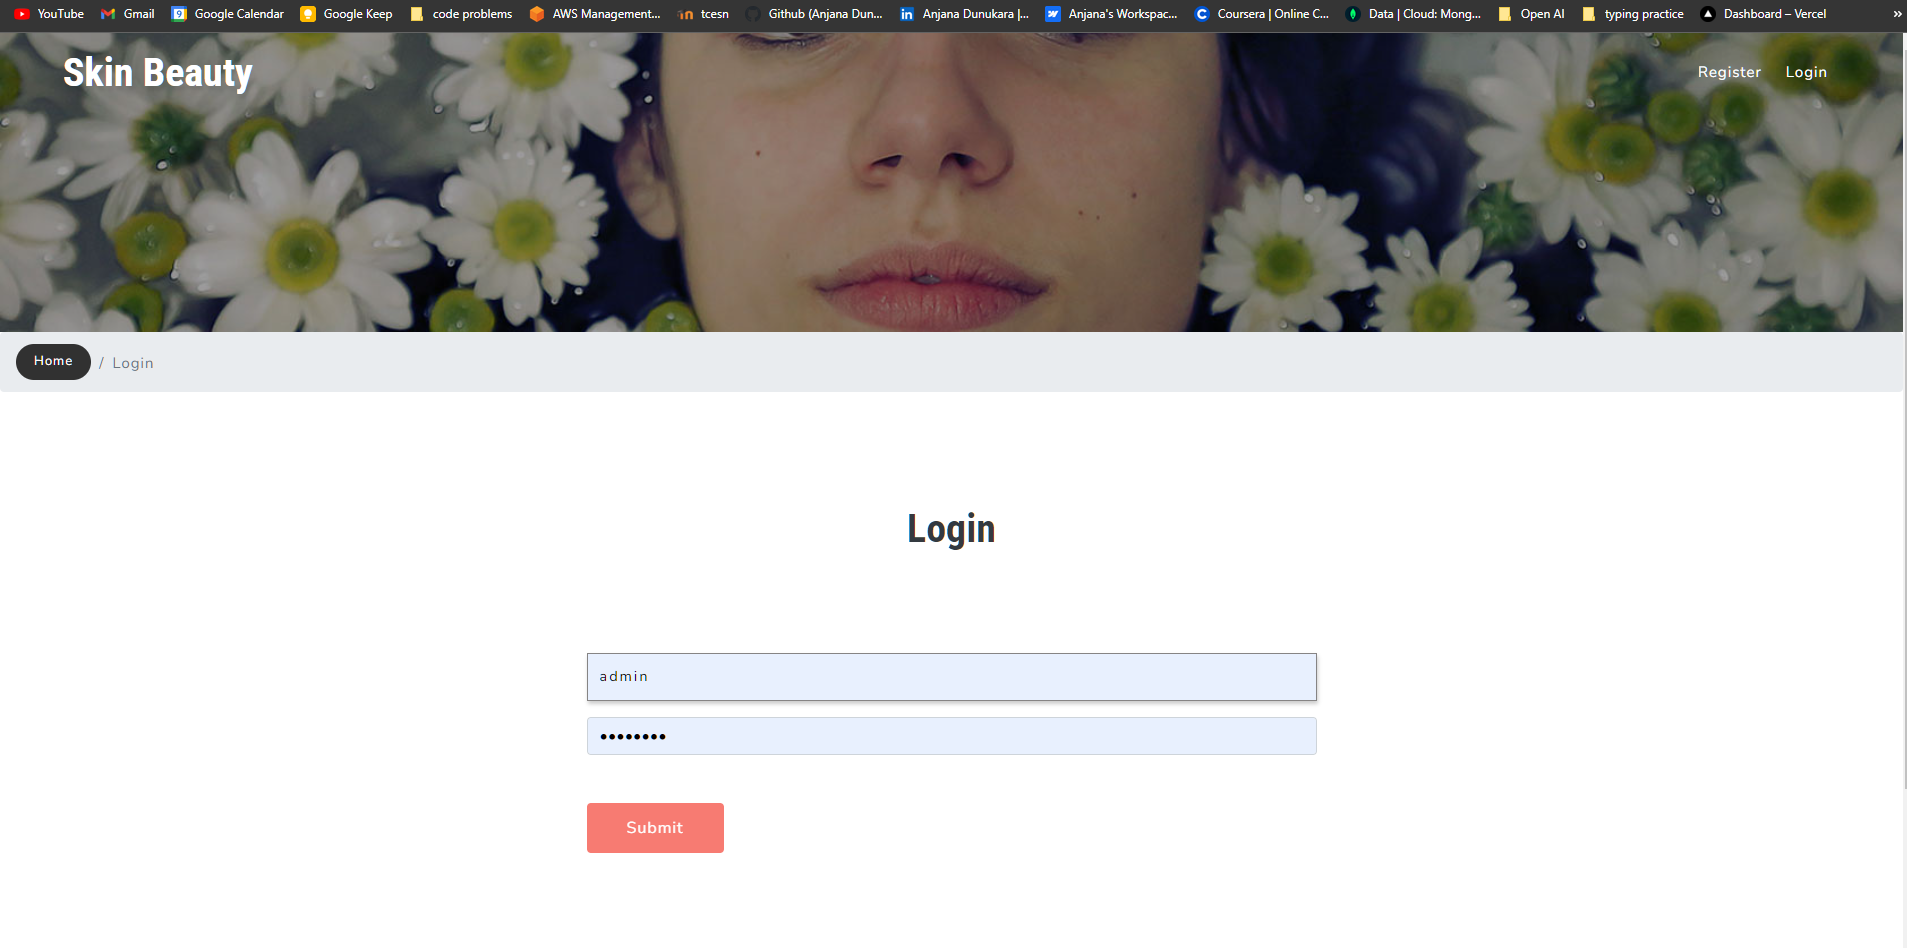 YouTube Gmail 9 Google Calendar Google Keep code problems AWS Management... tcesn Github (Anjana Dun... in Anjana Dunukara |... Anjana's Workspac... C Coursera | Online C... Data | Cloud: Mong... Open AI typing practice Dashboard – Vercel »
Skin Beauty
Register Login
Home / Login
Login
admin
••••••••
Submit